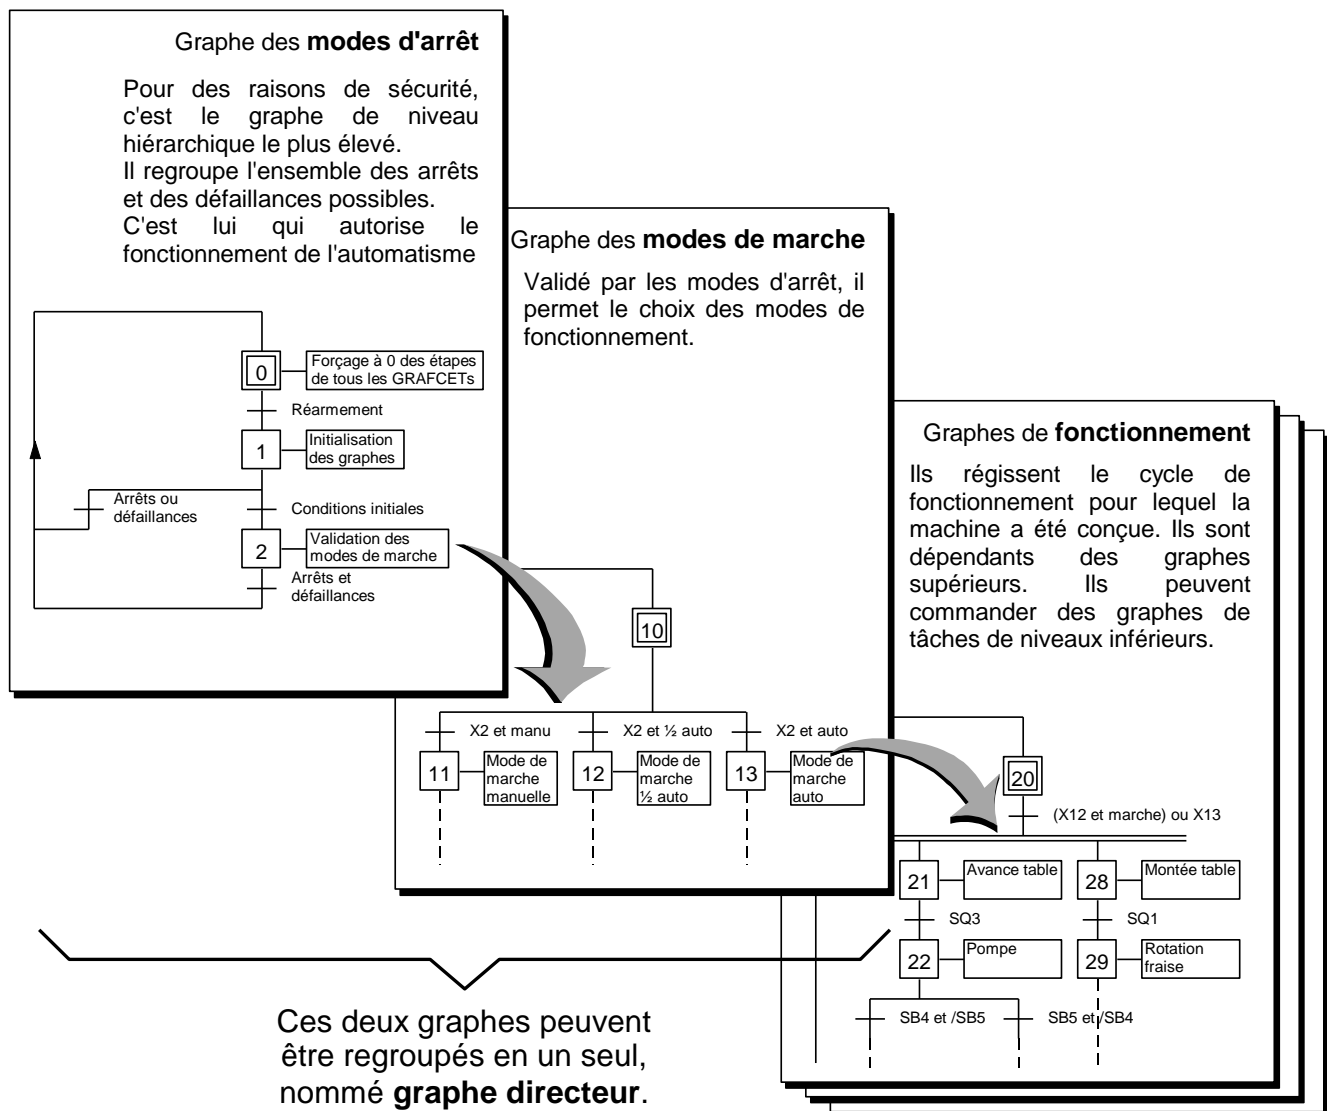 Graphe des modes d'arrêt
Pour des raisons de sécurité,
c'est le graphe de niveau
hiérarchique le plus élevé.
Il regroupe l'ensemble des arrêts
et des défaillances possibles.
C'est lui qui autorise le
fonctionnement de l'automatisme
0
Forçage à 0 des étapes
de tous les GRAFCETs
Réarmement
1
Initialisation
des graphes
Arrêts ou
défaillances
Conditions initiales
2
Validation des
modes de marche
Arrêts et
défaillances
Graphe des modes de marche
Validé par les modes d'arrêt, il
permet le choix des modes de
fonctionnement.
10
X2 et manu
X2 et ½ auto
X2 et auto
11
Mode de
marche
manuelle
12
Mode de
marche
½ auto
13
Mode de
marche
auto
Graphes de fonctionnement
Ils régissent le cycle de
fonctionnement pour lequel la
machine a été conçue. Ils sont
dépendants des graphes
supérieurs. Ils peuvent
commander des graphes de
tâches de niveaux inférieurs.
20
(X12 et marche) ou X13
21
Avance table
28
Montée table
SQ3
SQ1
22
Pompe
29
Rotation
fraise
SB4 et /SB5
SB5 et /SB4
Ces deux graphes peuvent
être regroupés en un seul,
nommé graphe directeur.